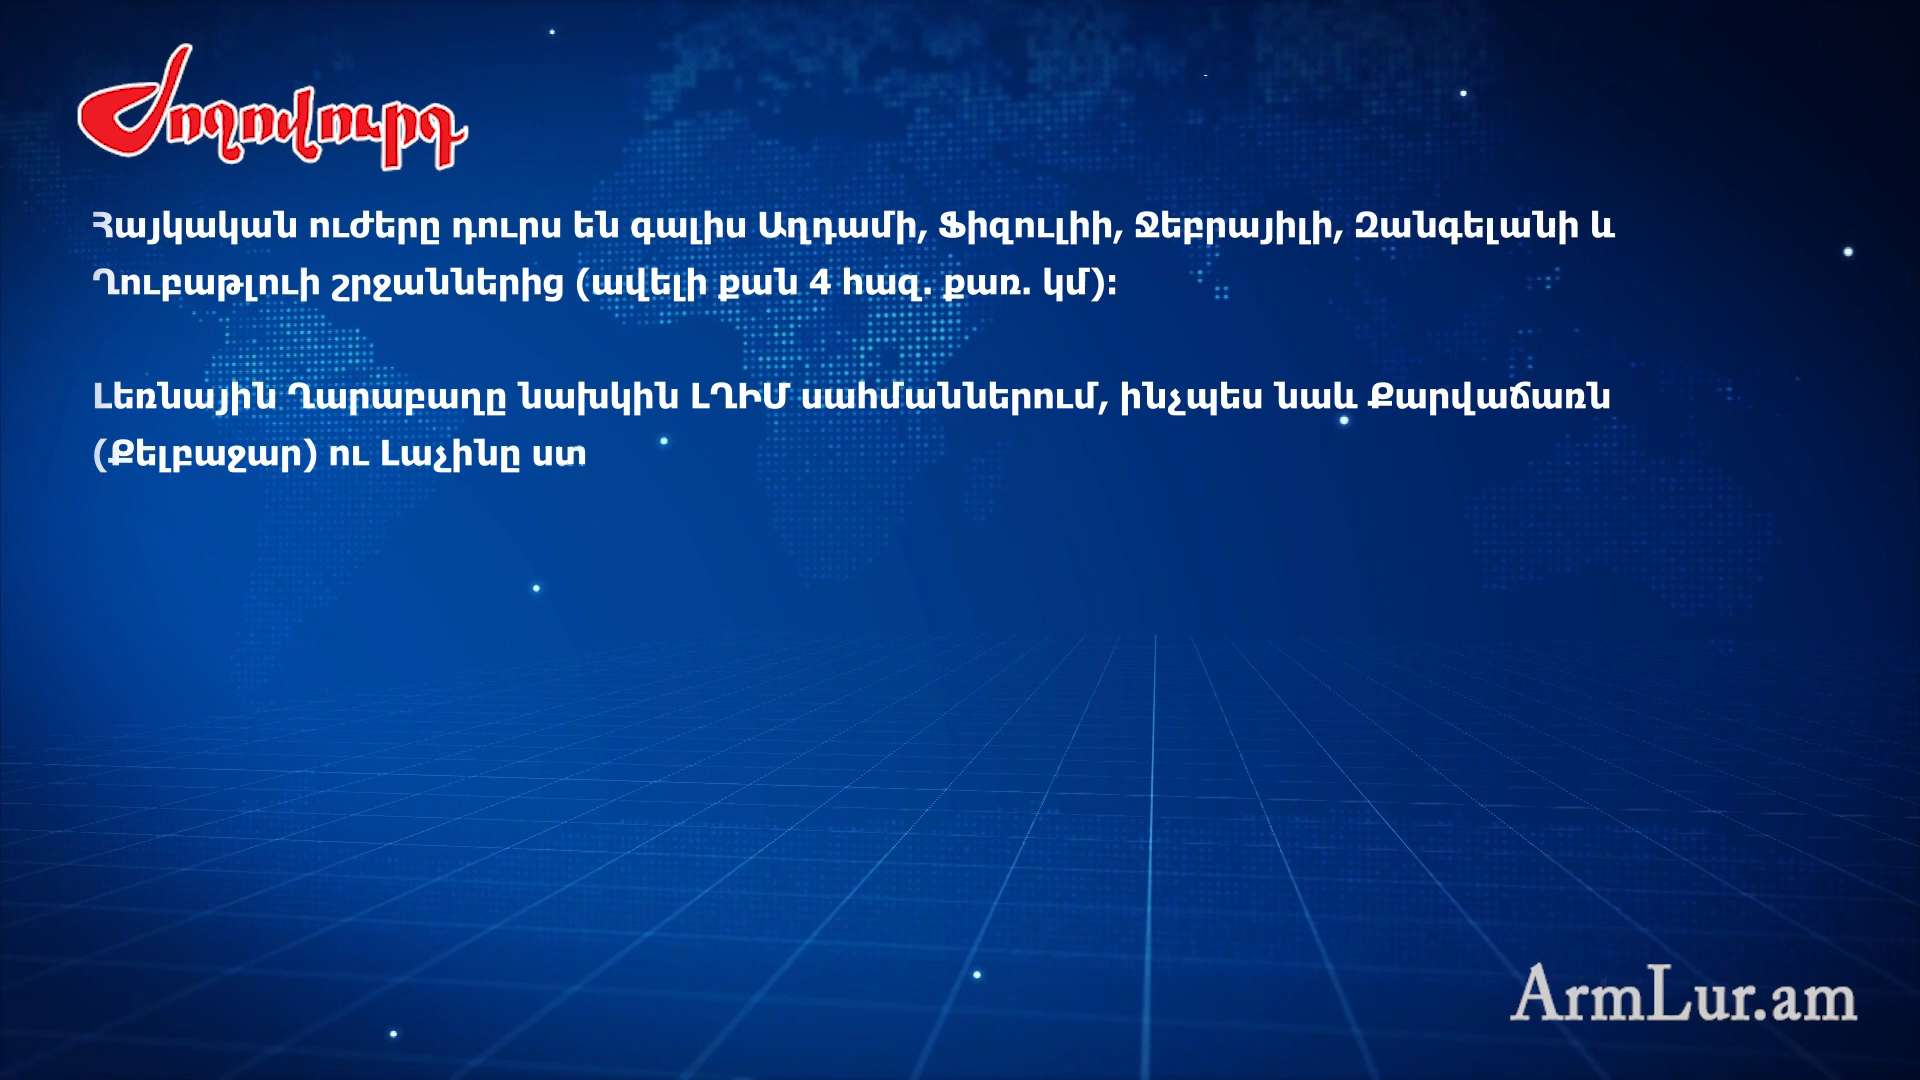 Ժողովուրդ
Հայկական ուժերը դուրս են գալիս Աղդամի, Ֆիզուլիի, Ջեբրայիլի, Զանգելանի և
Ղուբաթլուի շրջաններից (ավելի քան 4 հազ. քառ. կմ):
Լեռնային Ղարաբաղը նախկին ԼՂԻՄ սահմաններում, ինչպես նաև Քարվաճառն
(Քելբաջար) ու Լաչինը ստ
ArmLur.am